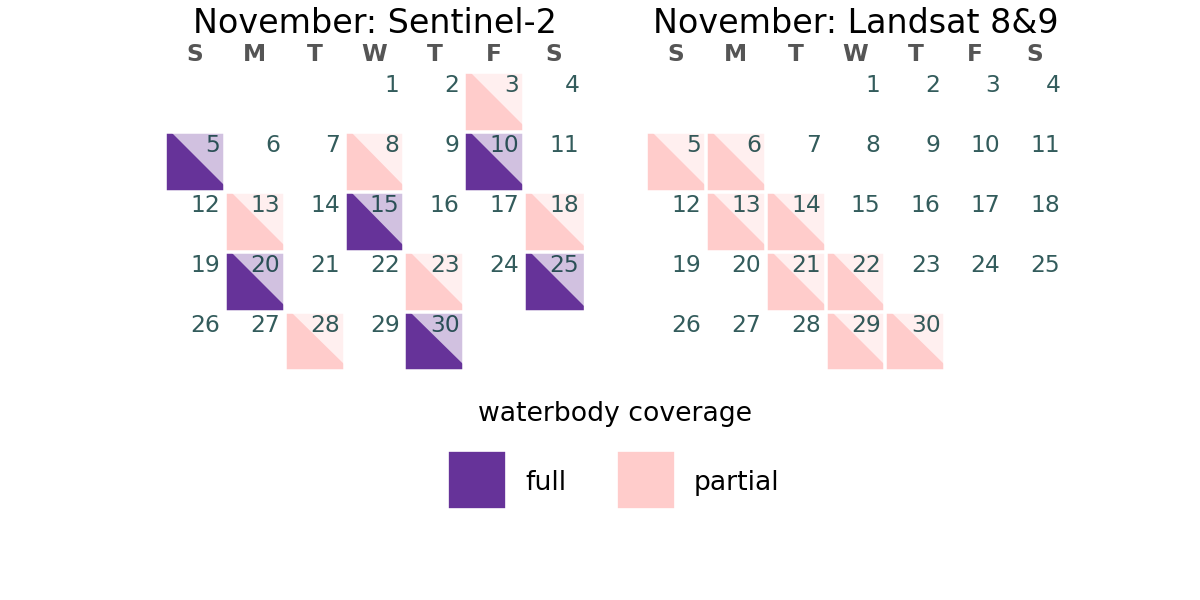 November: Sentinel-2
S M T W T F S
1 2 3 4
5 6 7 8 9 10 11
12 13 14 15 16 17 18
19 20 21 22 23 24 25
26 27 28 29 30
November: Landsat 8&9
S M T W T F S
1 2 3 4
5 6 7 8 9 10 11
12 13 14 15 16 17 18
19 20 21 22 23 24 25
26 27 28 29 30
waterbody coverage
full
partial